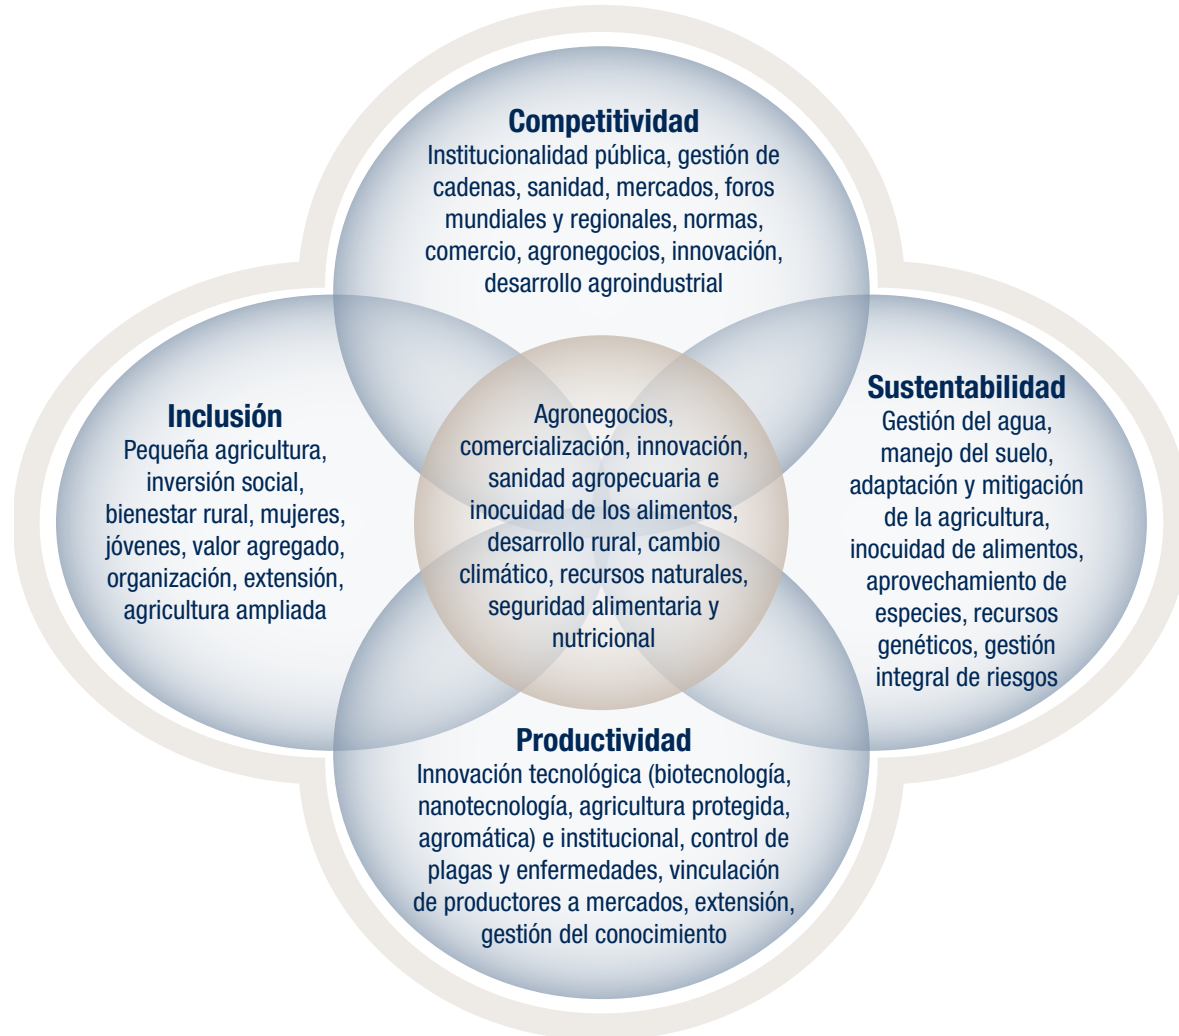 Competitividad
Institucionalidad pública, gestión de
cadenas, sanidad, mercados, foros
mundiales y regionales, normas,
comercio, agronegocios, innovación,
desarrollo agroindustrial
Inclusión
Pequeña agricultura,
inversión social,
bienestar rural, mujeres,
jóvenes, valor agregado,
organización, extensión,
agricultura ampliada
Agronegocios,
comercialización, innovación,
sanidad agropecuaria e
inocuidad de los alimentos,
desarrollo rural, cambio
climático, recursos naturales,
seguridad alimentaria y
nutricional
Sustentabilidad
Gestión del agua,
manejo del suelo,
adaptación y mitigación
de la agricultura,
inocuidad de alimentos,
aprovechamiento de
especies, recursos
genéticos, gestión
integral de riesgos
Productividad
Innovación tecnológica (biotecnología,
nanotecnología, agricultura protegida,
agromática) e institucional, control de
plagas y enfermedades, vinculación
de productores a mercados, extensión,
gestión del conocimiento